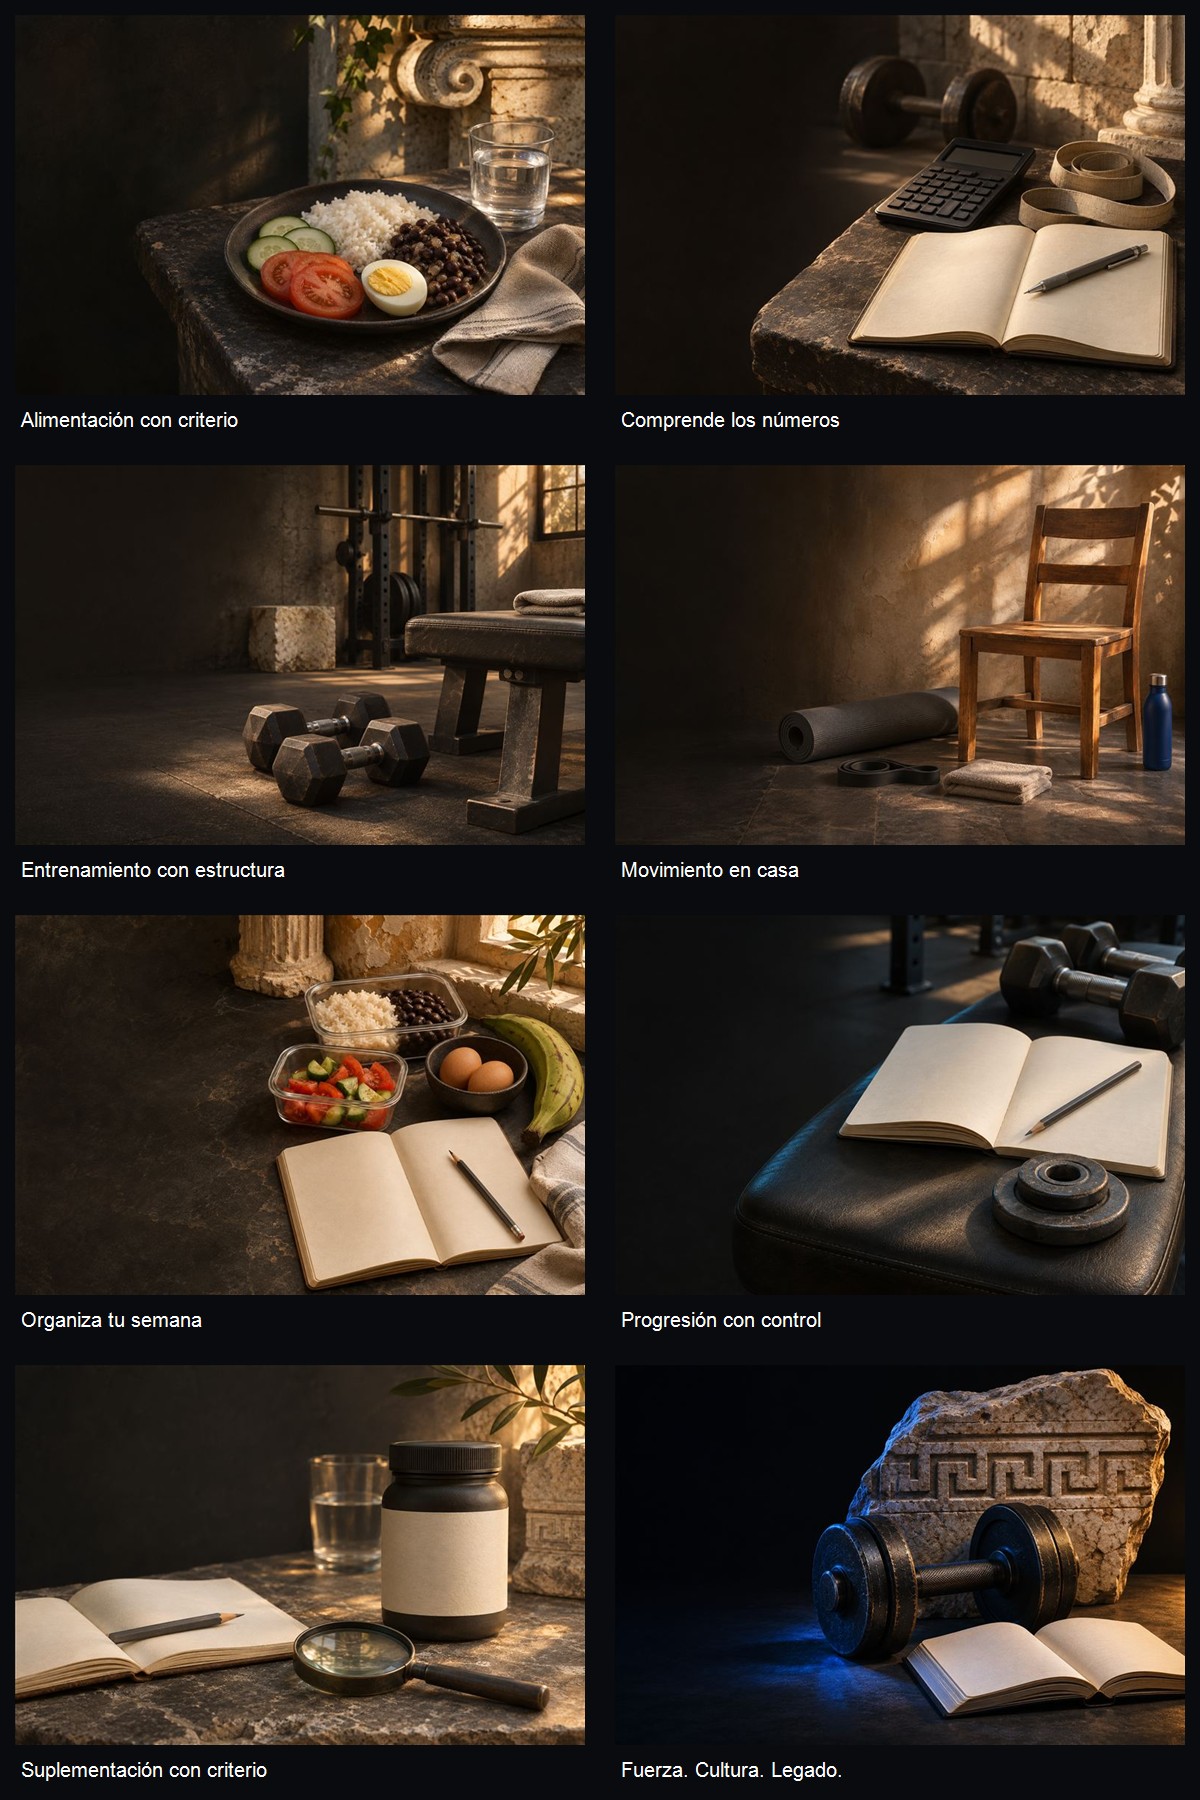 Alimentación con criterio
Comprende los números
Entrenamiento con estructura
Movimiento en casa
Organiza tu semana
Progresión con control
Suplementación con criterio
Fuerza. Cultura. Legado.